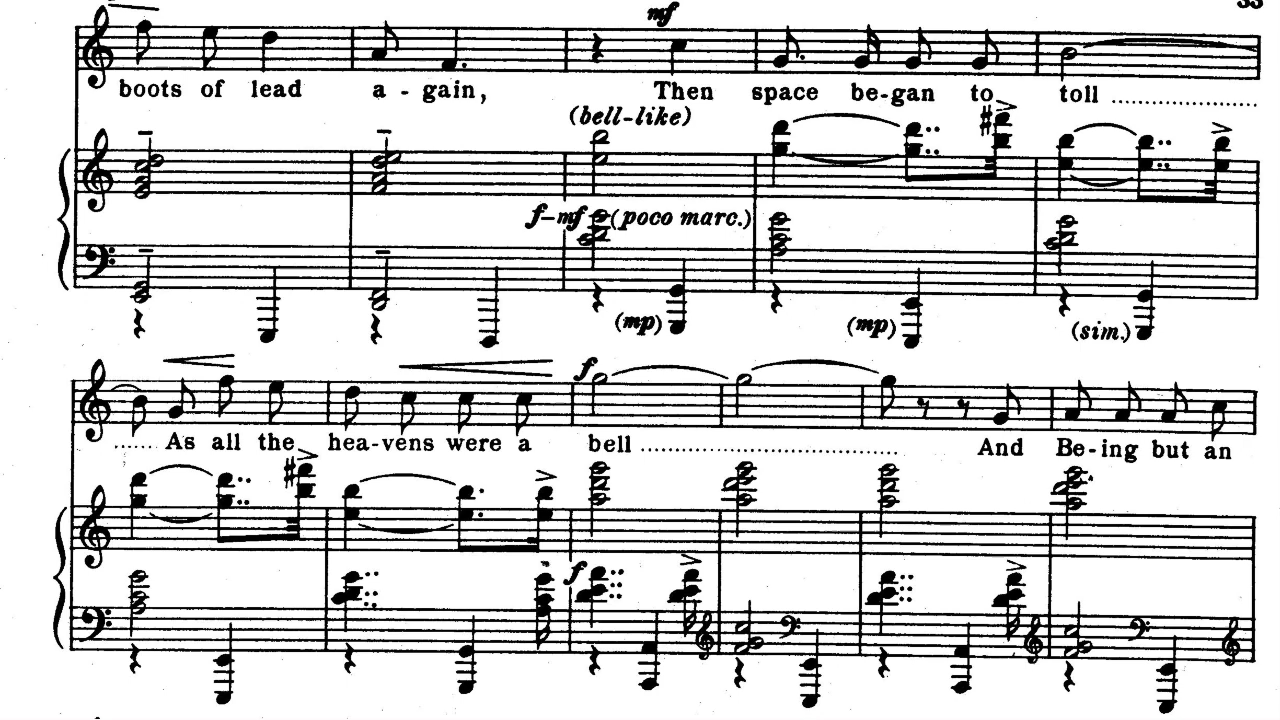 33
mf
boots of lead a - gain, Then space be-gan to toll ........................
(bell-like)
f-mf (poco marc.)
(mp) (mp) (sim.)
f
...... As all the hea-vens were a bell ........................................... And Be-ing but an
f